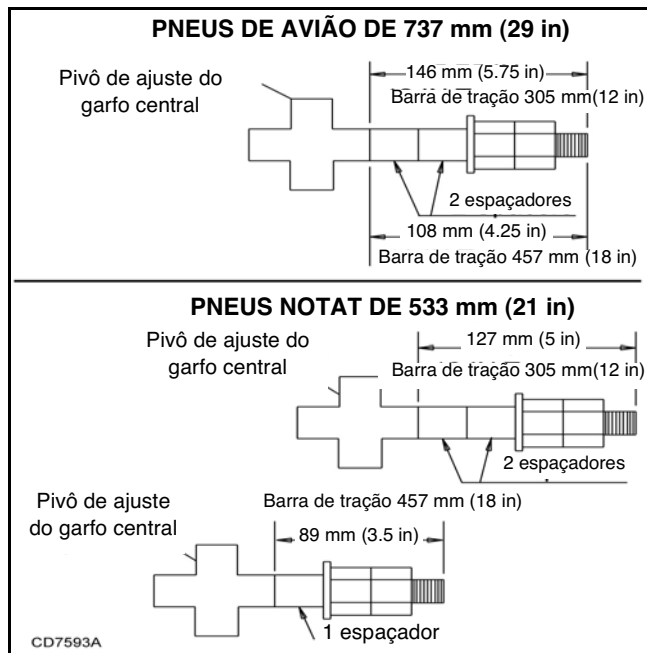 PNEUS DE AVIÃO DE 737 mm (29 in)
Pivô de ajuste do
garfo central
146 mm (5.75 in)
Barra de tração 305 mm(12 in)
2 espaçadores
108 mm (4.25 in)
Barra de tração 457 mm (18 in)
PNEUS NOTAT DE 533 mm (21 in)
Pivô de ajuste do
garfo central
127 mm (5 in)
Barra de tração 305 mm(12 in)
2 espaçadores
Pivô de ajuste
do garfo central
Barra de tração 457 mm (18 in)
89 mm (3.5 in)
1 espaçador
CD7593A